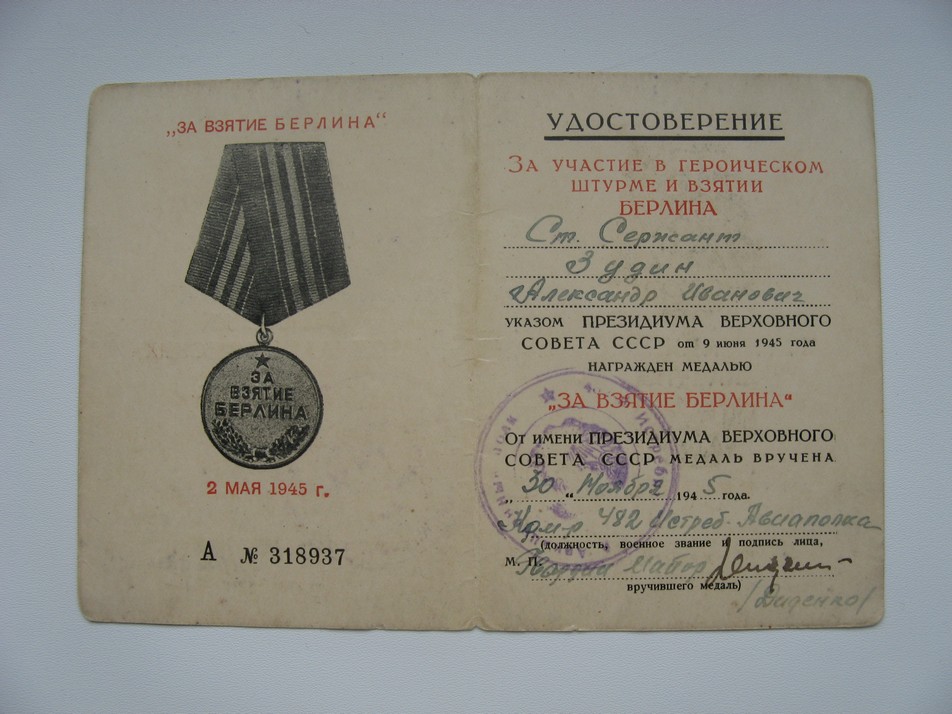 „ЗА ВЗЯТИЕ БЕРЛИНА“
ЗА
ВЗЯТИЕ
БЕРЛИНА
2 МАЯ 1945 г.
А № 318937
УДОСТОВЕРЕНИЕ
ЗА УЧАСТИЕ В ГЕРОИЧЕСКОМ
ШТУРМЕ И ВЗЯТИИ
БЕРЛИНА
Ст. Сержант
Зудин
Александр Иванович
УКАЗОМ ПРЕЗИДИУМА ВЕРХОВНОГО
СОВЕТА СССР от 9 июня 1945 года
НАГРАЖДЕН МЕДАЛЬЮ
„ЗА ВЗЯТИЕ БЕРЛИНА“
От имени ПРЕЗИДИУМА ВЕРХОВНОГО
СОВЕТА СССР МЕДАЛЬ ВРУЧЕНА
„30“ Ноября 1945 года.
Ком-р 482 Истреб. Авиаполка
(должность, военное звание и подпись лица,
М. П. Гвардии Майор
вручившего медаль)